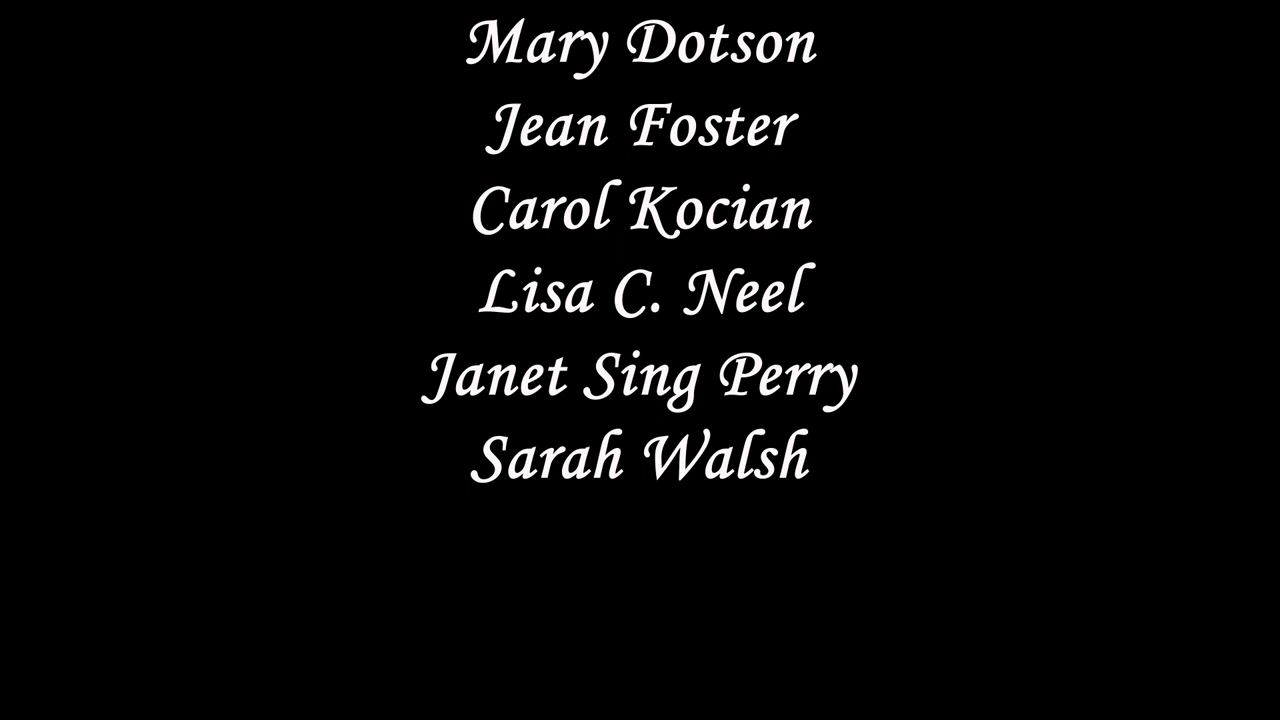 Mary Dotson
Jean Foster
Carol Kocian
Lisa C. Neel
Janet Sing Perry
Sarah Walsh